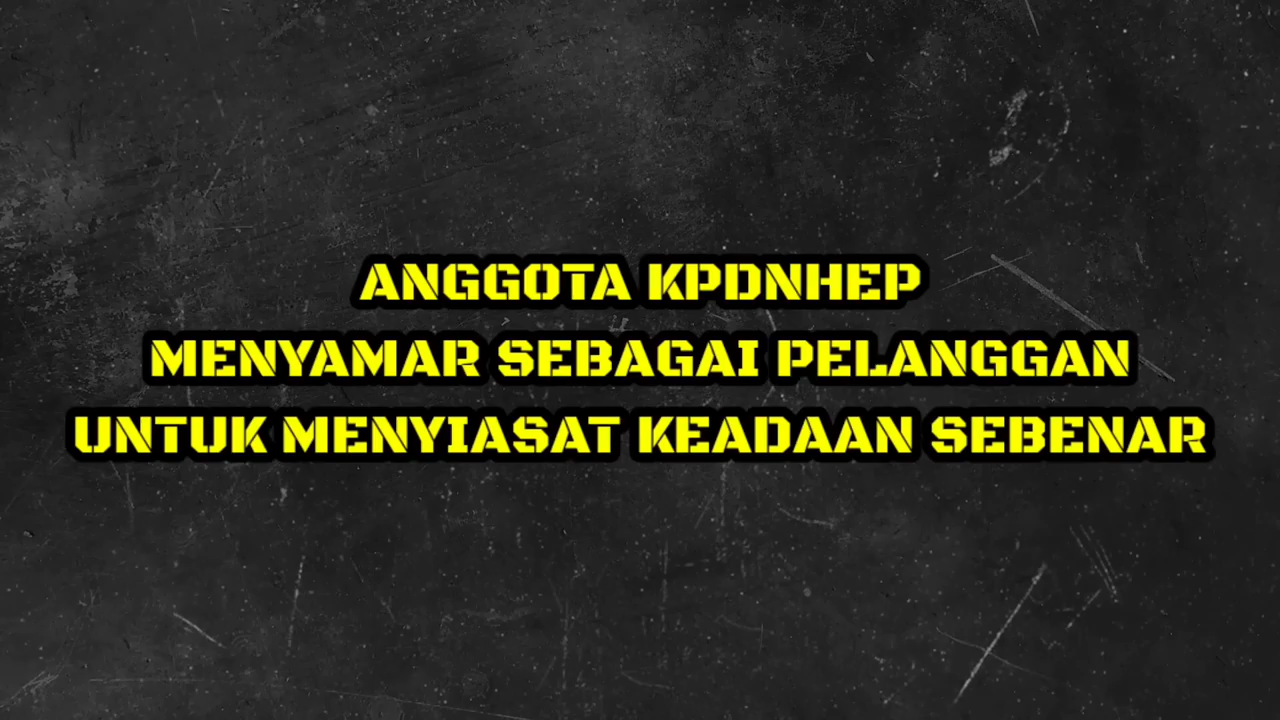 ANGGOTA KPDNHEP
MENYAMAR SEBAGAI PELANGGAN
UNTUK MENYIASAT KEADAAN SEBENAR